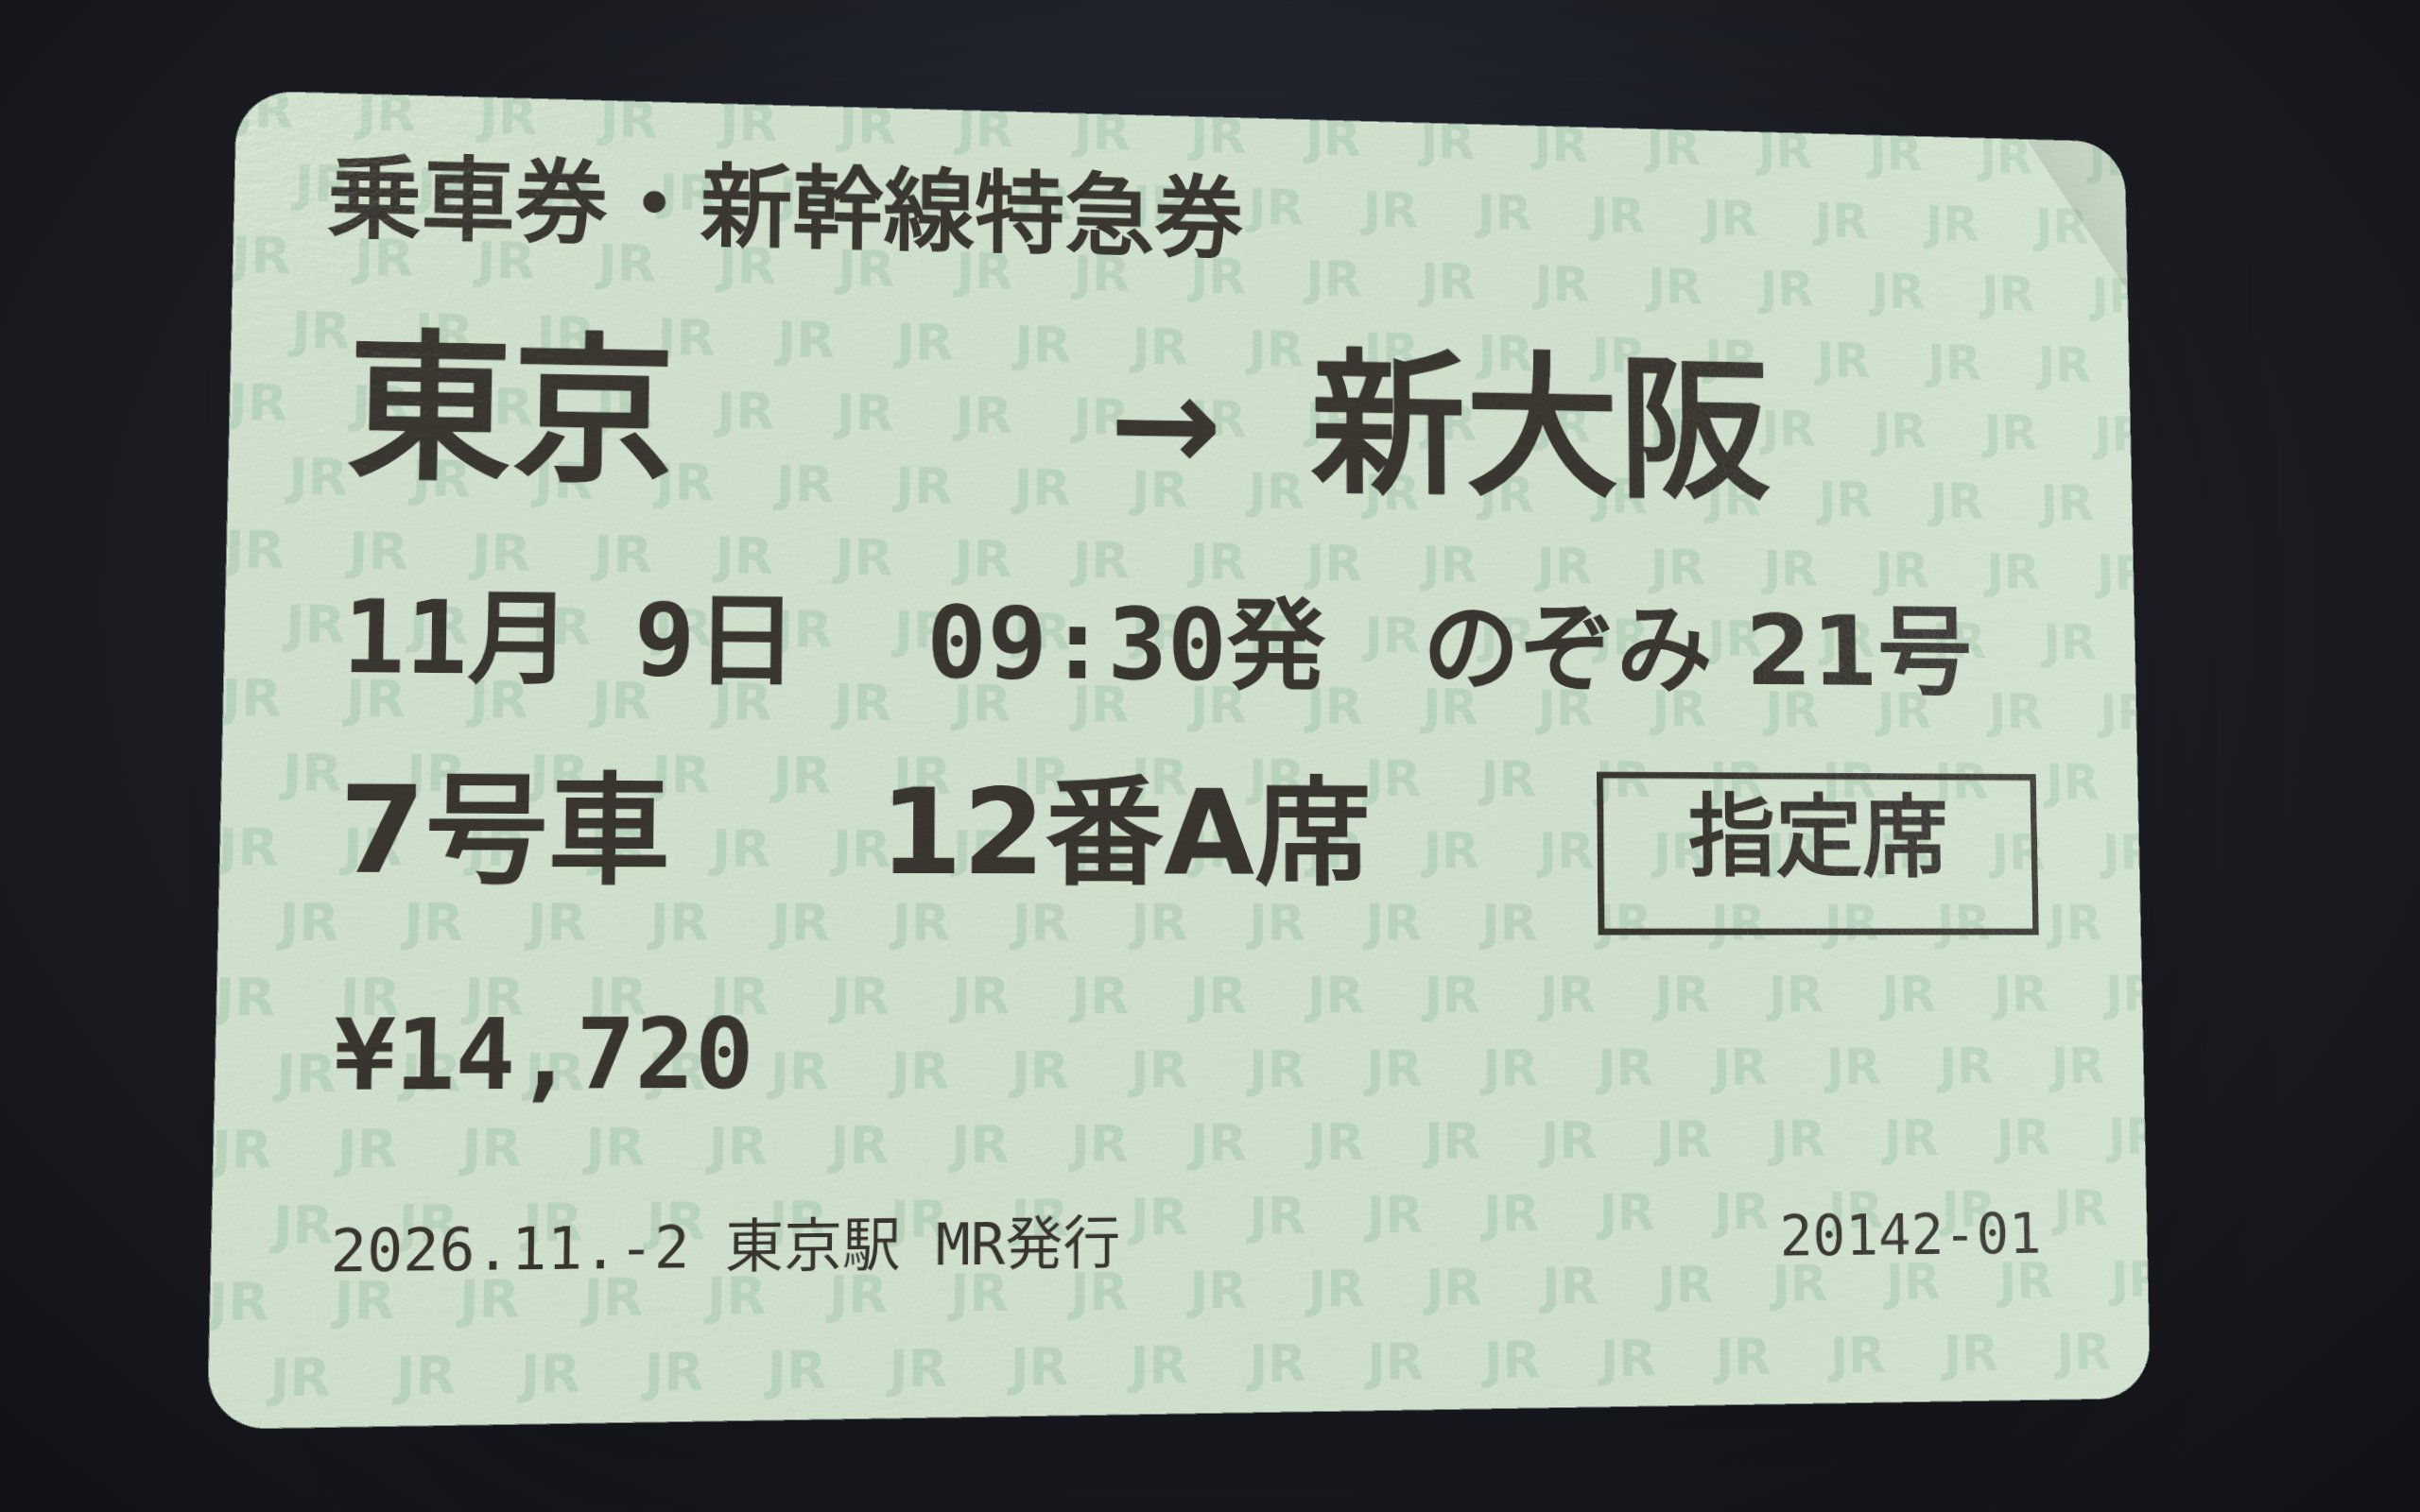 乗車券・新幹線特急券
東京 → 新大阪
11月 9日 09:30発 のぞみ 21号
7号車 12番A席 指定席
¥14,720
2026.11.-2 東京駅 MR発行 20142-01